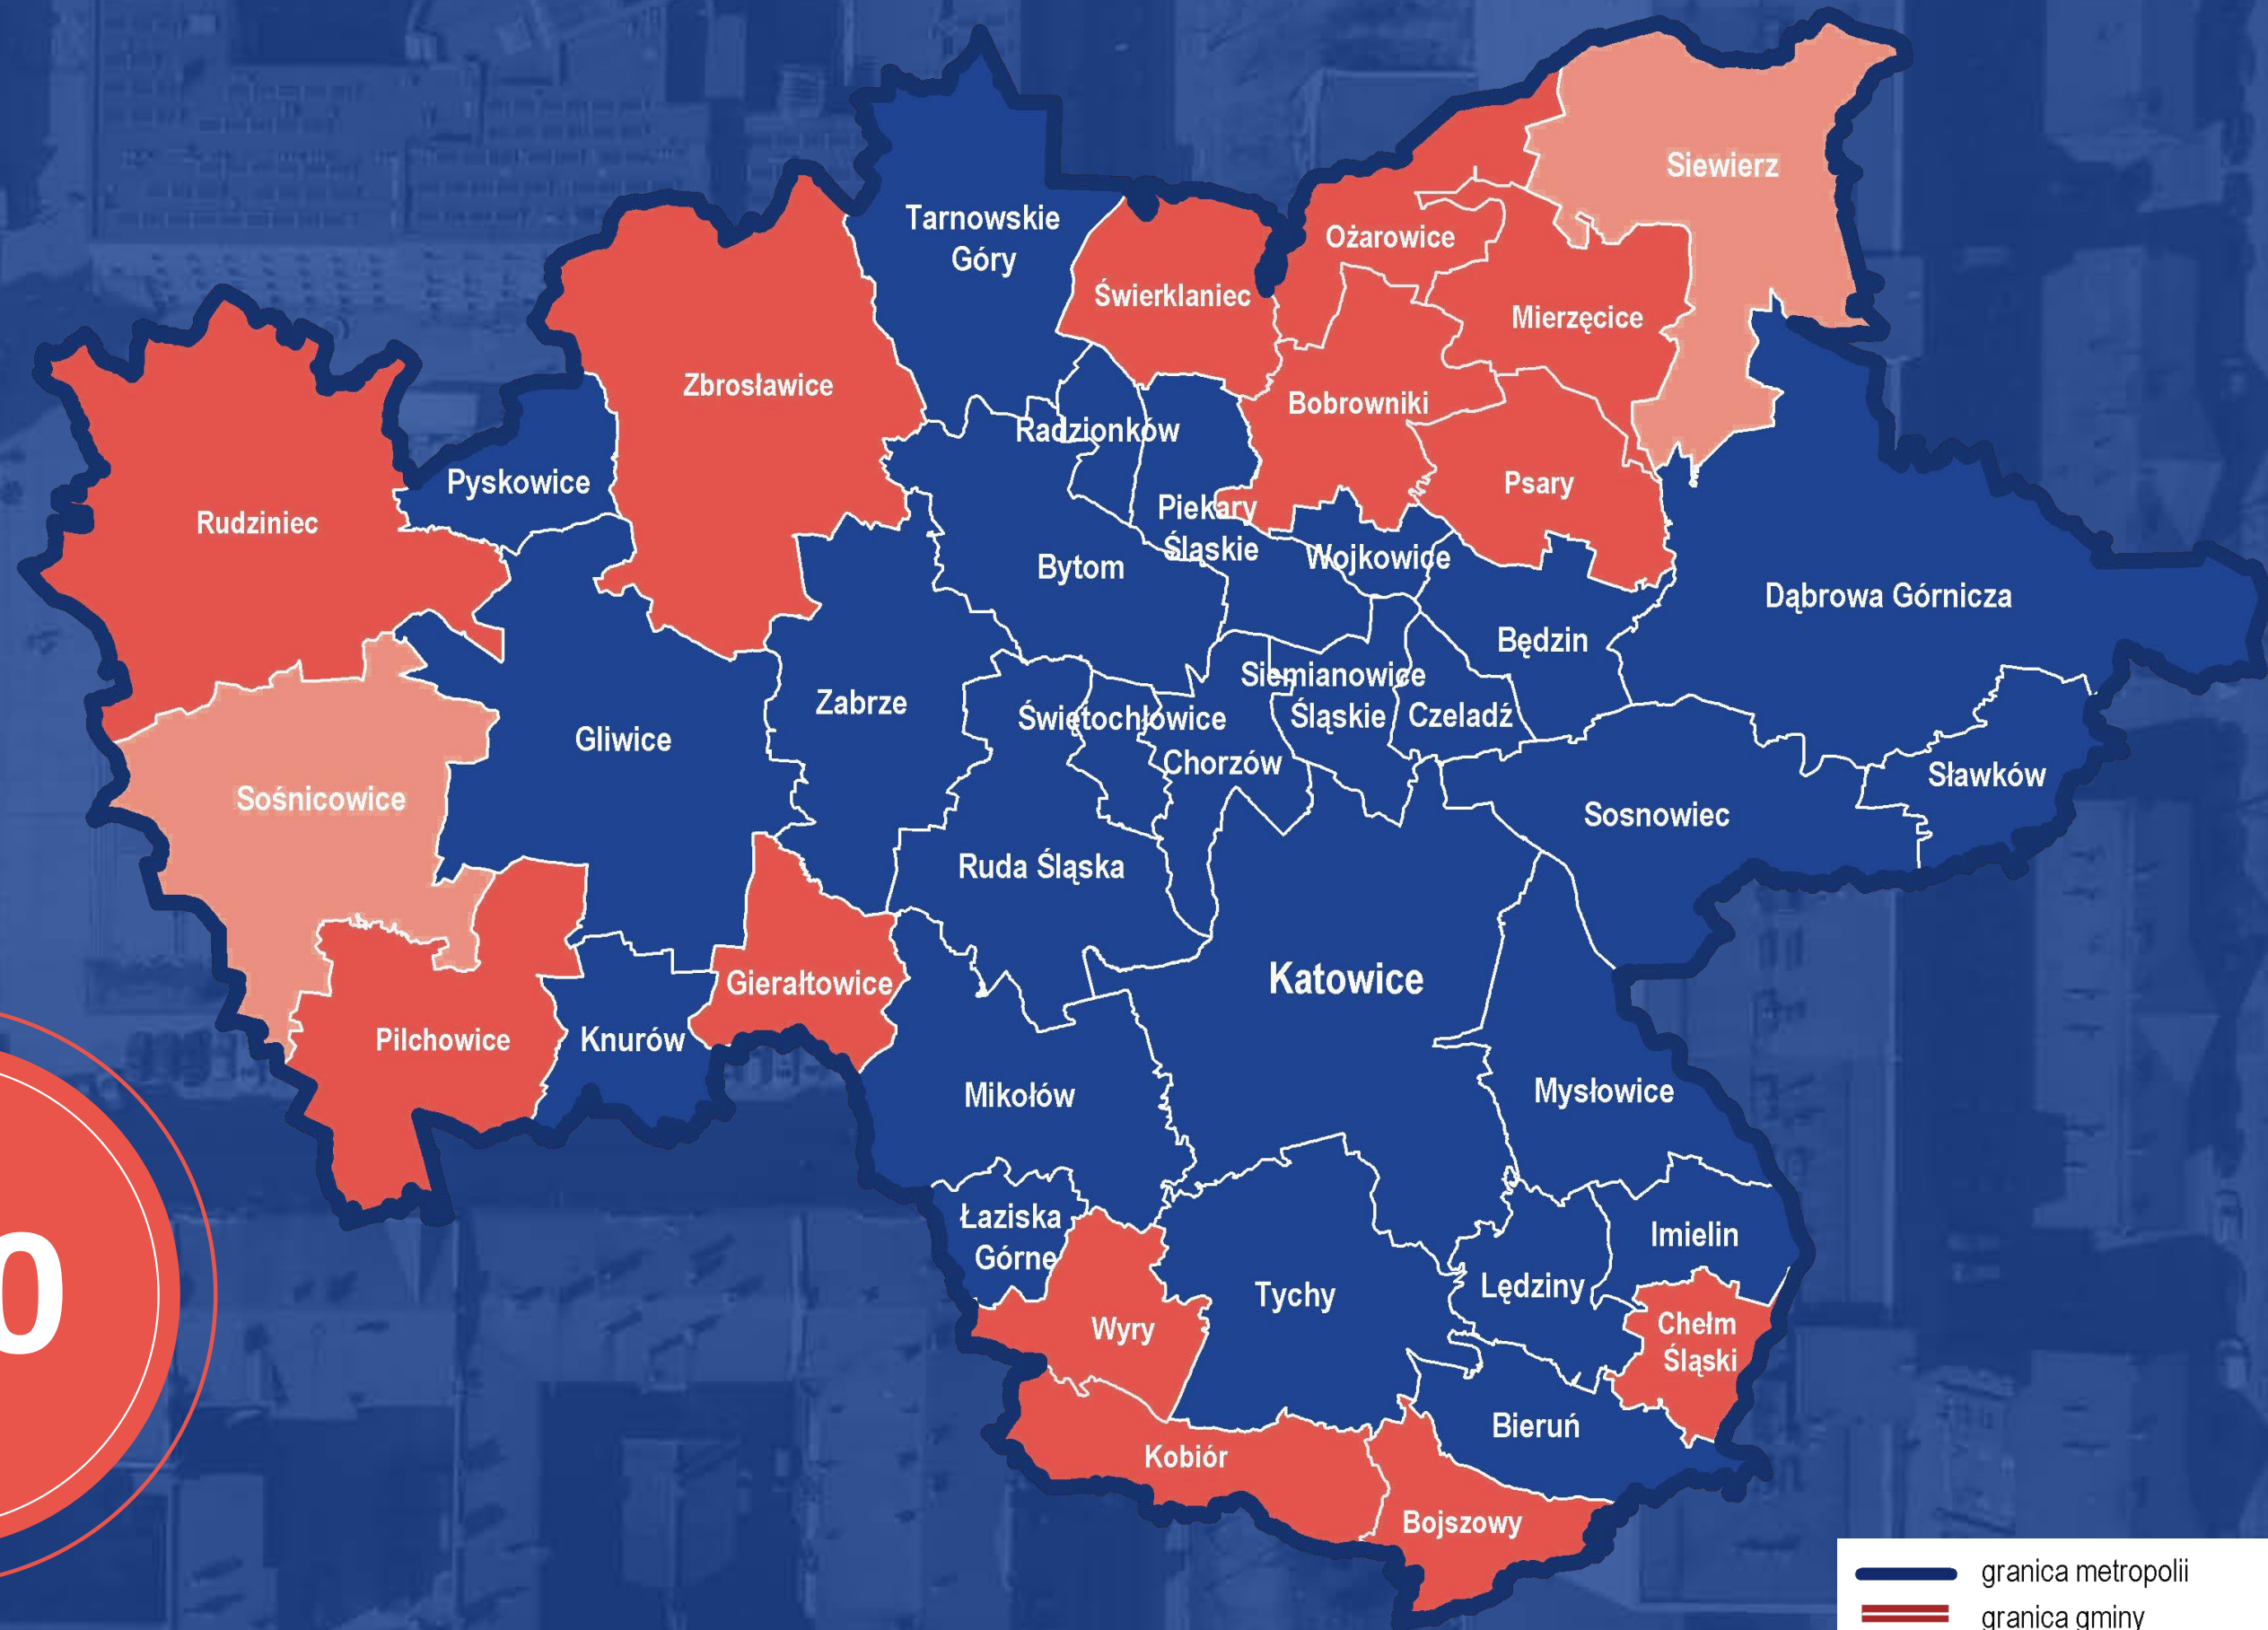 Siewierz
Tarnowskie
Góry
Ożarowice
Świerklaniec
Mierzęcice
Zbrosławice
Bobrowniki
Radzionków
Pyskowice
Psary
Rudziniec
Piekary
Śląskie
Wojkowice
Bytom
Dąbrowa Górnicza
Będzin
Siemianowice
Śląskie
Zabrze
Świętochłowice
Czeladź
Gliwice
Chorzów
Sławków
Sośnicowice
Sosnowiec
Ruda Śląska
Katowice
Gierałtowice
Pilchowice
Knurów
Mikołów
Mysłowice
Łaziska
Górne
Imielin
Lędziny
Tychy
0
Wyry
Chełm
Śląski
Bieruń
Kobiór
Bojszowy
granica metropolii
granica gminy